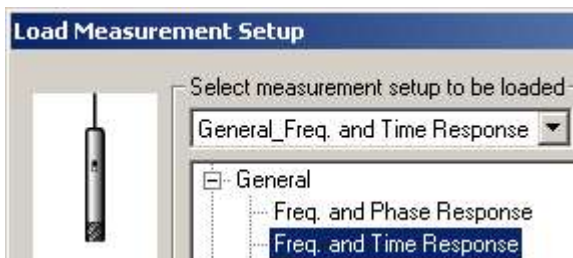 Load Measurement Setup
Select measurement setup to be loaded
General_Freq. and Time Response
General
Freq. and Phase Response
Freq. and Time Response